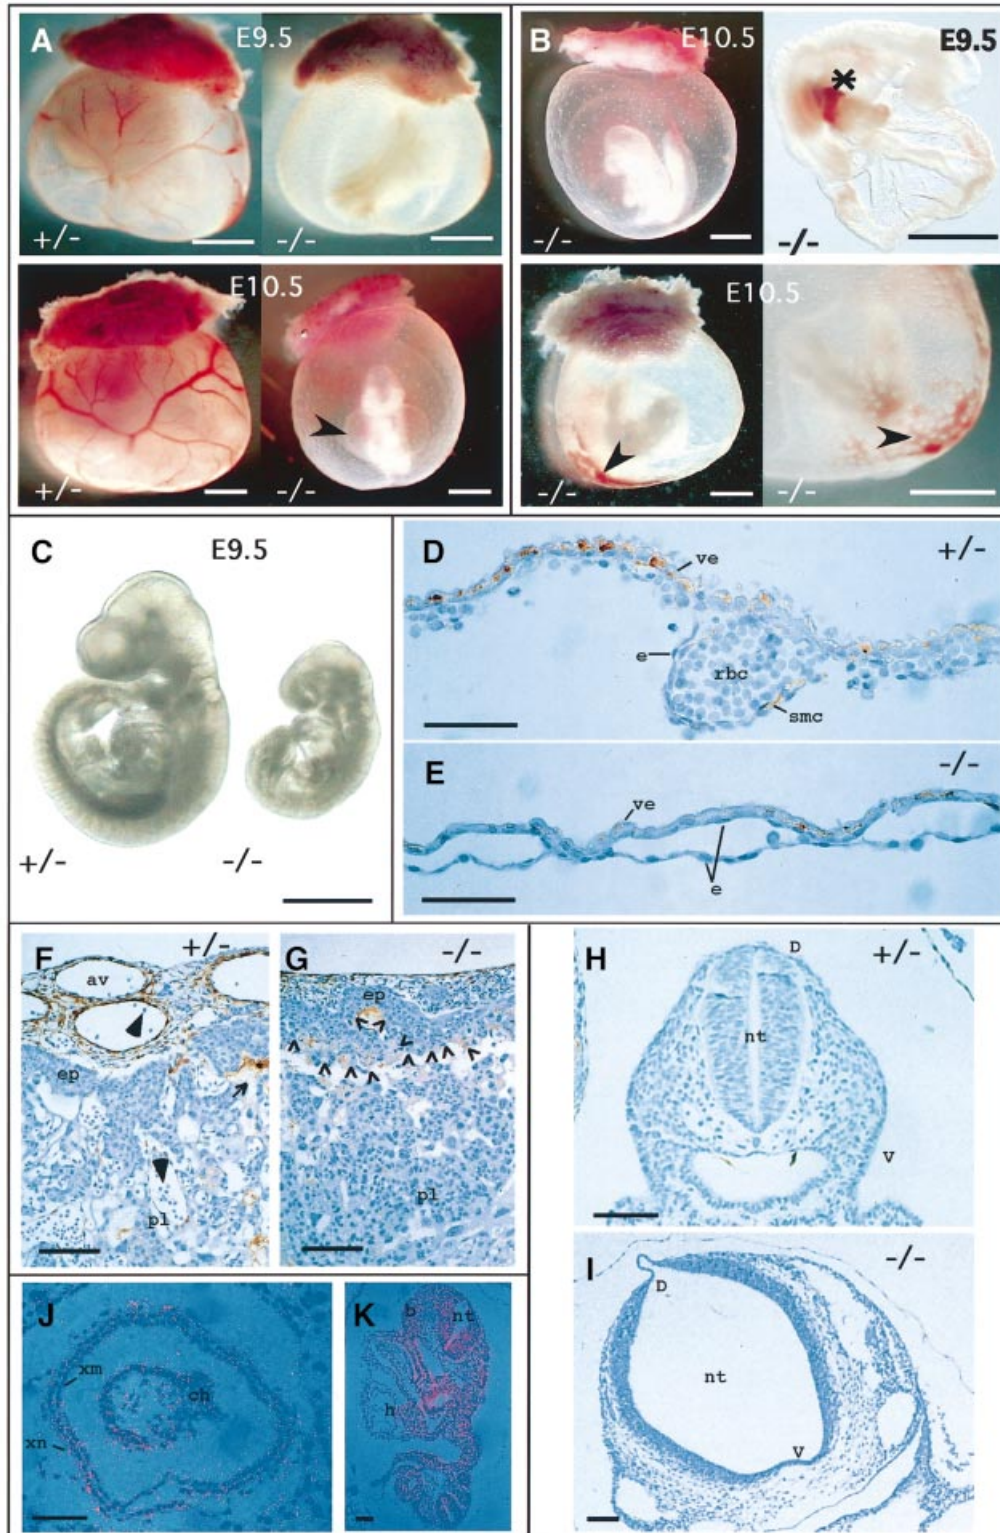 A E9.5
+/- -/-
E10.5
+/- -/-
B E10.5 E9.5
* -/- -/-
E10.5
-/- -/-
C E9.5
+/- -/-
D +/-
ve
e rbc
smc
E -/-
ve
e
F +/-
av
ep
pl
G -/-
ep
pl
H +/-
D
nt
V
I -/-
D
nt
V
J
xm
ch
xn
K
b nt
h